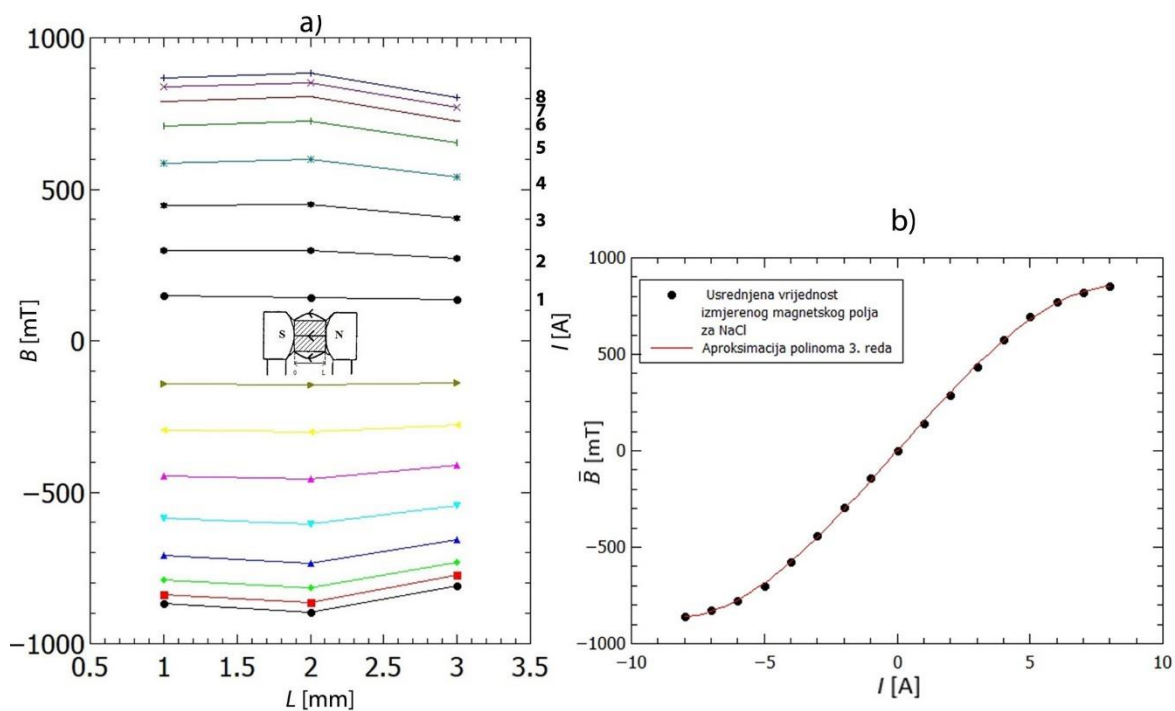 a)
1000
500
0
−500
−1000
B [mT]
0.5 1 1.5 2 2.5 3 3.5
L [mm]
8
7
6
5
4
3
2
1
I [A]
S N
0 L
b)
1000
500
0
−500
−1000
B̅ [mT]
−10 −5 0 5 10
I [A]
Usrednjena vrijednost
izmjerenog magnetskog polja
za NaCl
Aproksimacija polinoma 3. reda